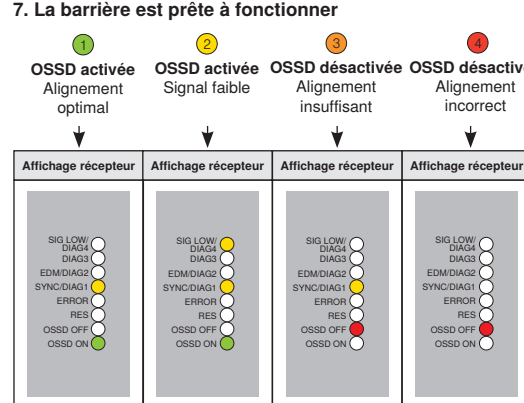 7. La barrière est prête à fonctionner
1 2 3 4
OSSD activée OSSD activée OSSD désactivée OSSD désactivé
Alignement Signal faible Alignement Alignement
optimal insuffisant incorrect
Affichage récepteur Affichage récepteur Affichage récepteur Affichage récepteur
SIG LOW/ SIG LOW/ SIG LOW/ SIG LOW/
DIAG4 DIAG4 DIAG4 DIAG4
DIAG3 DIAG3 DIAG3 DIAG3
EDM/DIAG2 EDM/DIAG2 EDM/DIAG2 EDM/DIAG2
SYNC/DIAG1 SYNC/DIAG1 SYNC/DIAG1 SYNC/DIAG1
ERROR ERROR ERROR ERROR
RES RES RES RES
OSSD OFF OSSD OFF OSSD OFF OSSD OFF
OSSD ON OSSD ON OSSD ON OSSD ON